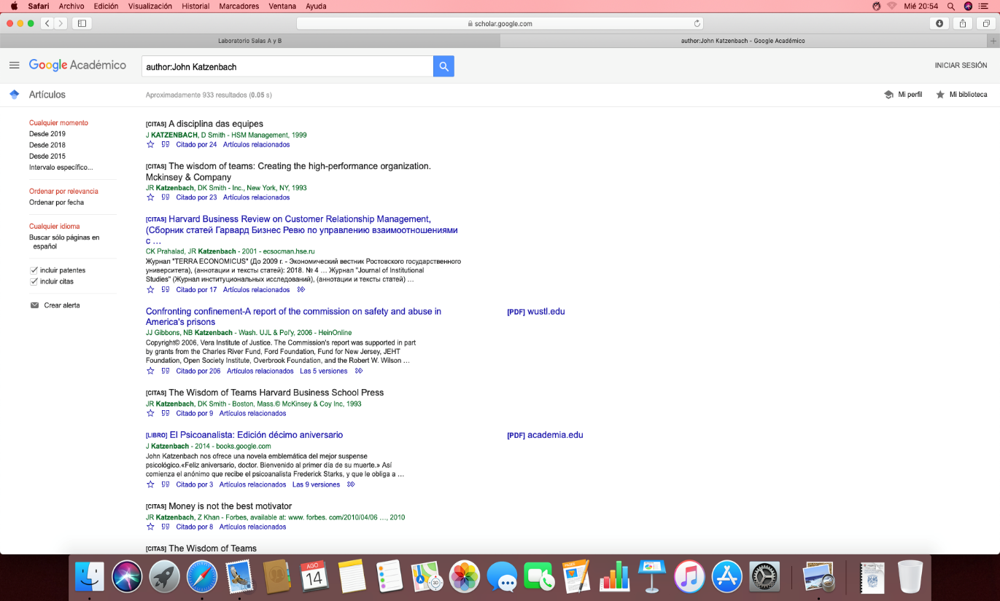 Safari Archivo Edición Visualización Historial Marcadores Ventana Ayuda Mié 20:54
scholar.google.com
Laboratorio Salas A y B
author:John Katzenbach - Google Académico
Google Académico
author:John Katzenbach
INICIAR SESIÓN
Artículos
Aproximadamente 933 resultados (0.05 s)
Mi perfil
Mi biblioteca
Cualquier momento
Desde 2019
Desde 2018
Desde 2015
Intervalo específico...
Ordenar por relevancia
Ordenar por fecha
Cualquier idioma
Buscar sólo páginas en
español
incluir patentes
incluir citas
Crear alerta
[CITAS] A disciplina das equipes
J KATZENBACH, D Smith - HSM Management, 1999
Citado por 24 Artículos relacionados
[CITAS] The wisdom of teams: Creating the high-performance organization.
Mckinsey & Company
JR Katzenbach, DK Smith - Inc., New York, NY, 1993
Citado por 23 Artículos relacionados
[CITAS] Harvard Business Review on Customer Relationship Management,
(Сборник статей Гарвард Бизнес Ревю по управлению взаимоотношениями
с …
CK Prahalad, JR Katzenbach - 2001 - ecsocman.hse.ru
Журнал "TERRA ECONOMICUS" (До 2009 г. - Экономический вестник Ростовского государственного
университета), (аннотации и тексты статей): 2018. № 4 … Журнал "Journal of Institutional
Studies" (Журнал институциональных исследований), (аннотации и тексты статей) …
Citado por 17 Artículos relacionados
Confronting confinement-A report of the commission on safety and abuse in
America's prisons
JJ Gibbons, NB Katzenbach - Wash. UJL & Pol'y, 2006 - HeinOnline
Copyright© 2006, Vera Institute of Justice. The Commission's report was supported in part
by grants from the Charles River Fund, Ford Foundation, Fund for New Jersey, JEHT
Foundation, Open Society Institute, Overbrook Foundation, and the Robert W. Wilson …
Citado por 206 Artículos relacionados Las 5 versiones
[PDF] wustl.edu
[CITAS] The Wisdom of Teams Harvard Business School Press
JR Katzenbach, DK Smith - Boston, Mass.© McKinsey & Coy Inc, 1993
Citado por 9 Artículos relacionados
[LIBRO] El Psicoanalista: Edición décimo aniversario
J Katzenbach - 2014 - books.google.com
John Katzenbach nos ofrece una novela emblemática del mejor suspense
psicológico.«Feliz aniversario, doctor. Bienvenido al primer día de su muerte.» Así
comienza el anónimo que recibe el psicoanalista Frederick Starks, y que le obliga a …
Citado por 3 Artículos relacionados Las 9 versiones
[PDF] academia.edu
[CITAS] Money is not the best motivator
JR Katzenbach, Z Khan - Forbes, available at: www. forbes. com/2010/04/06 …, 2010
Citado por 8 Artículos relacionados
[CITAS] The Wisdom of Teams
AGO
14
3D
PAGES